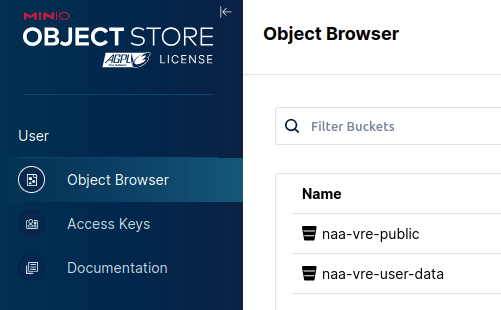 MINIO
OBJECT STORE
AGPLv3 LICENSE
User
Object Browser
Access Keys
Documentation
Object Browser
Filter Buckets
Name
naa-vre-public
naa-vre-user-data